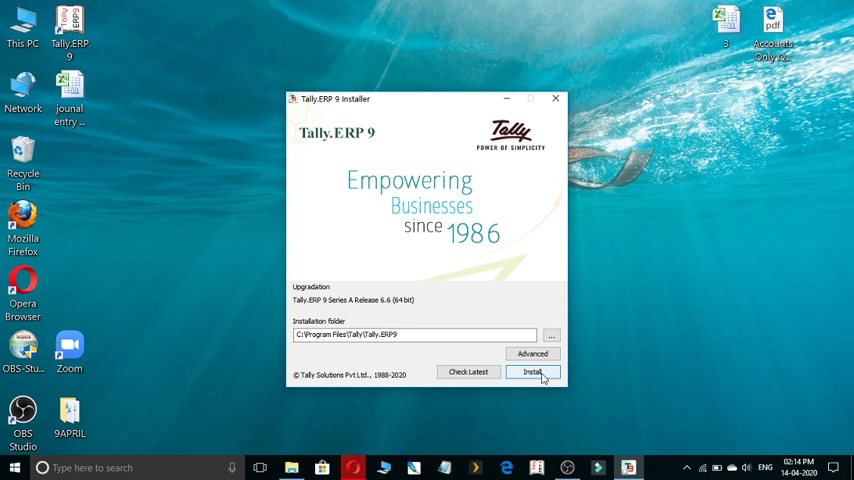 This PC
Tally.ERP
9
Network
jounal
entry ...
Recycle
Bin
Mozilla
Firefox
Opera
Browser
OBS-Stu...
Zoom
OBS
Studio
9APRIL
3
pdf
Accounts
Only Q...
Tally.ERP 9 Installer
Tally.ERP 9
Tally
POWER OF SIMPLICITY
Empowering
Businesses
since 1986
Upgradation
Tally.ERP 9 Series A Release 6.6 (64 bit)
Installation folder
C:\Program Files\Tally\Tally.ERP9
...
Advanced
© Tally Solutions Pvt Ltd., 1988-2020
Check Latest
Install
Type here to search
ENG
02:14 PM
14-04-2020